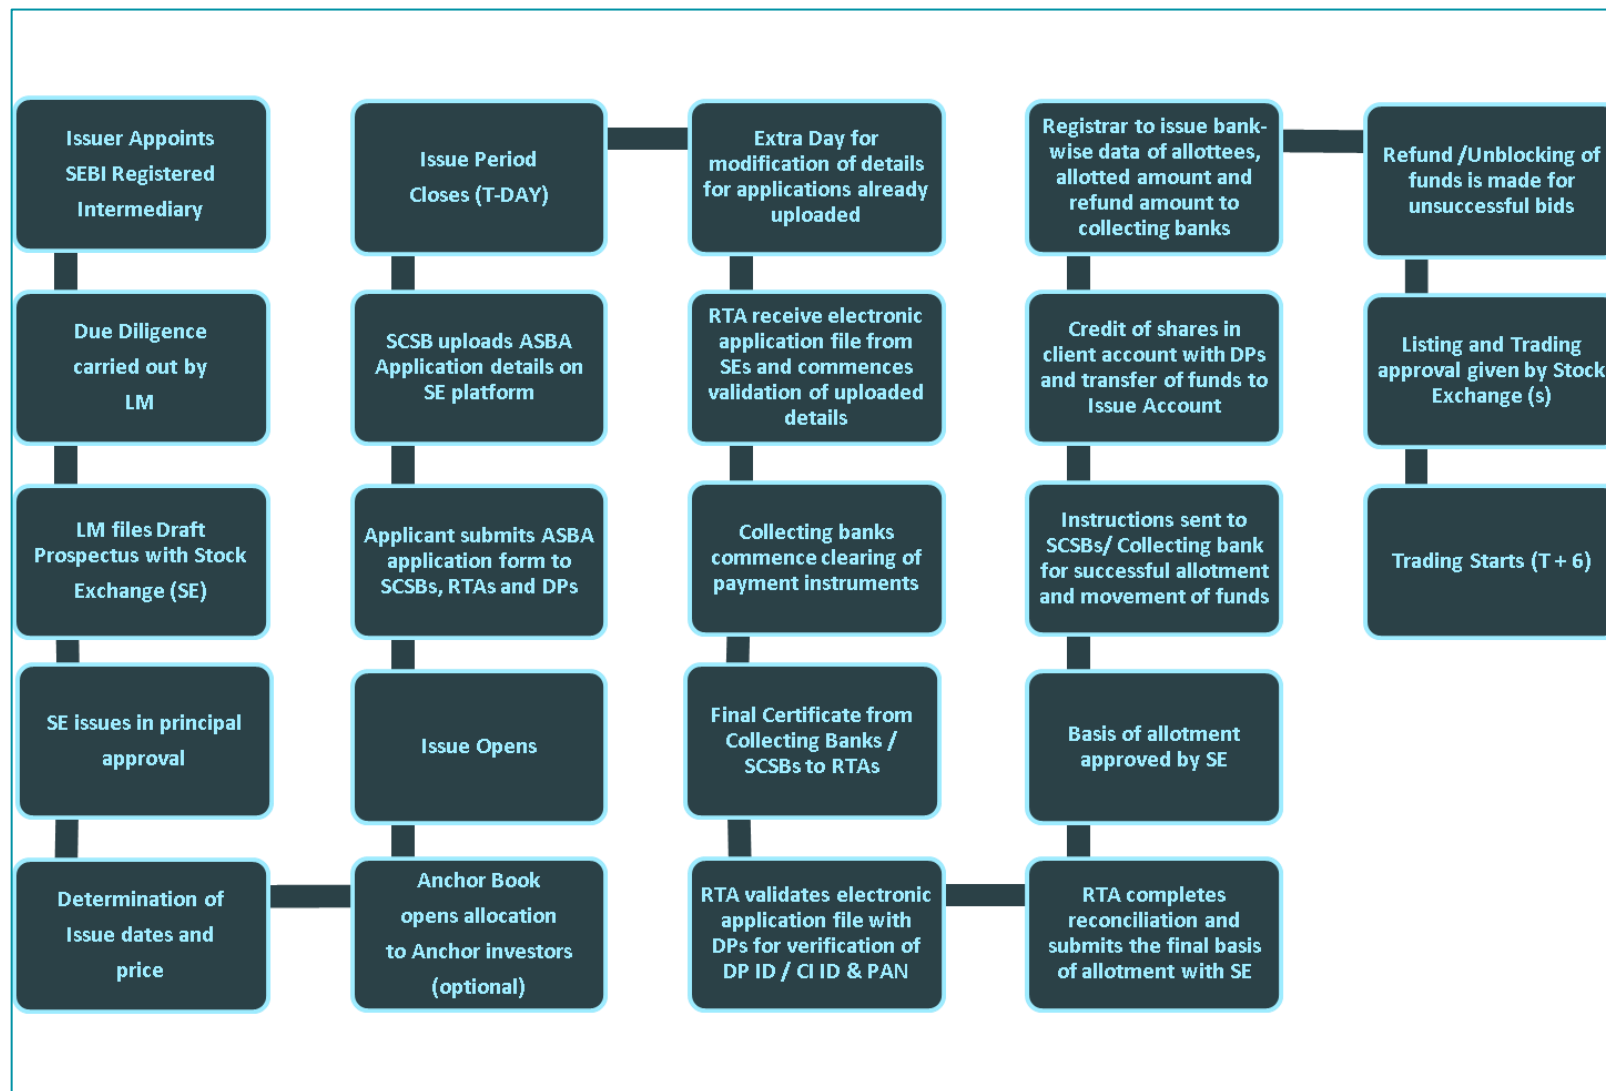 Issuer Appoints
SEBI Registered
Intermediary
Due Diligence
carried out by
LM
LM files Draft
Prospectus with Stock
Exchange (SE)
SE issues in principal
approval
Determination of
Issue dates and
price
Anchor Book
opens allocation
to Anchor investors
(optional)
Issue Opens
Applicant submits ASBA
application form to
SCSBs, RTAs and DPs
SCSB uploads ASBA
Application details on
SE platform
Issue Period
Closes (T-DAY)
Extra Day for
modification of details
for applications already
uploaded
RTA receive electronic
application file from
SEs and commences
validation of uploaded
details
Collecting banks
commence clearing of
payment instruments
Final Certificate from
Collecting Banks /
SCSBs to RTAs
RTA validates electronic
application file with
DPs for verification of
DP ID / CI ID & PAN
RTA completes
reconciliation and
submits the final basis
of allotment with SE
Basis of allotment
approved by SE
Instructions sent to
SCSBs/ Collecting bank
for successful allotment
and movement of funds
Credit of shares in
client account with DPs
and transfer of funds to
Issue Account
Registrar to issue bank-
wise data of allottees,
allotted amount and
refund amount to
collecting banks
Refund /Unblocking of
funds is made for
unsuccessful bids
Listing and Trading
approval given by Stock
Exchange (s)
Trading Starts (T + 6)